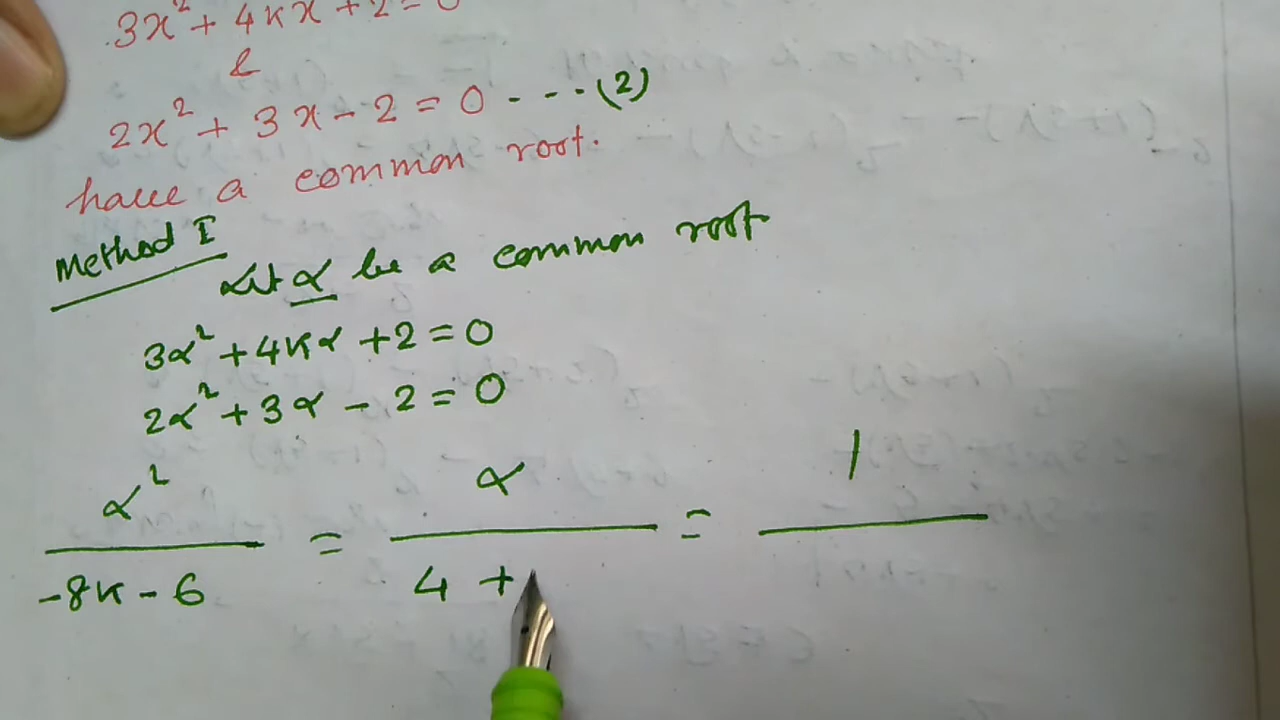 3x² + 4kx + 2 = 0
&
2x² + 3x - 2 = 0 - - - (2)
have a common root.
Method I
Let α be a common root
3α² + 4kα + 2 = 0
2α² + 3α - 2 = 0
α² / -8k - 6 = α / 4 + = 1 /